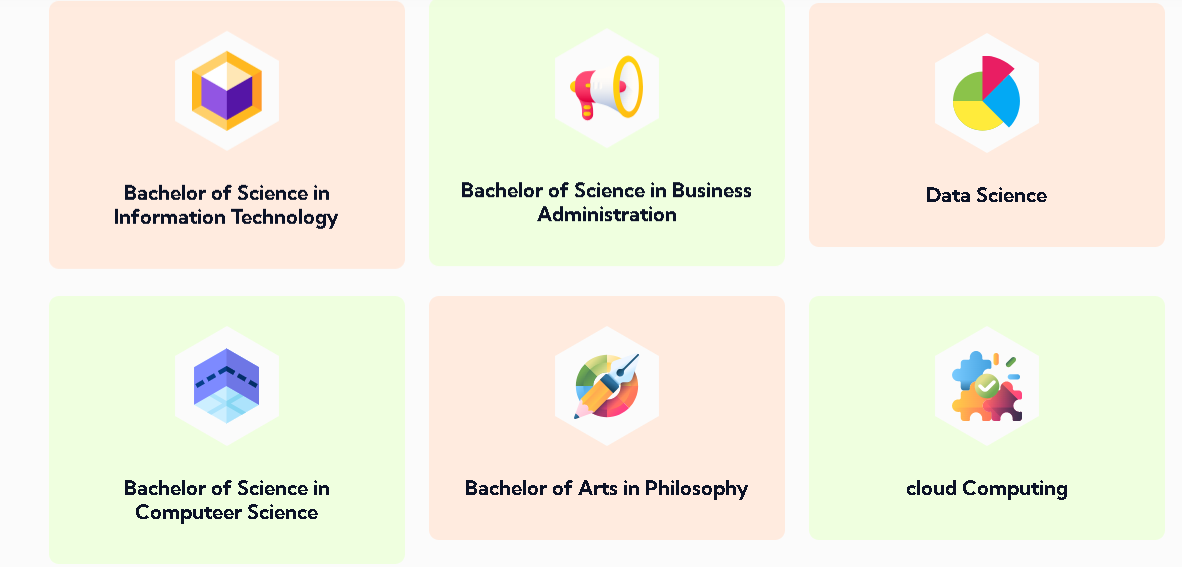 Bachelor of Science in
Information Technology
Bachelor of Science in Business
Administration
Data Science
Bachelor of Science in
Computeer Science
Bachelor of Arts in Philosophy
cloud Computing